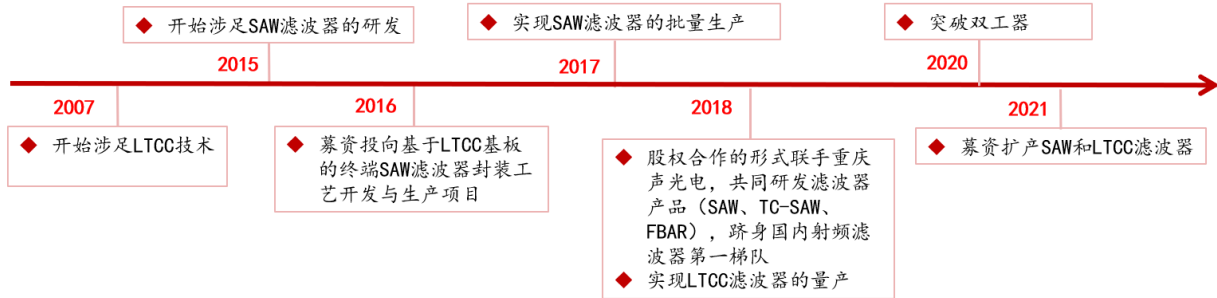 ◆ 开始涉足SAW滤波器的研发
2015
◆ 实现SAW滤波器的批量生产
2017
◆ 突破双工器
2020
2007
◆ 开始涉足LTCC技术
2016
◆ 募资投向基于LTCC基板
的终端SAW滤波器封装工
艺开发与生产项目
2018
◆ 股权合作的形式联手重庆
声光电，共同研发滤波器
产品（SAW、TC-SAW、
FBAR），跻身国内射频滤
波器第一梯队
◆ 实现LTCC滤波器的量产
2021
◆ 募资扩产SAW和LTCC滤波器